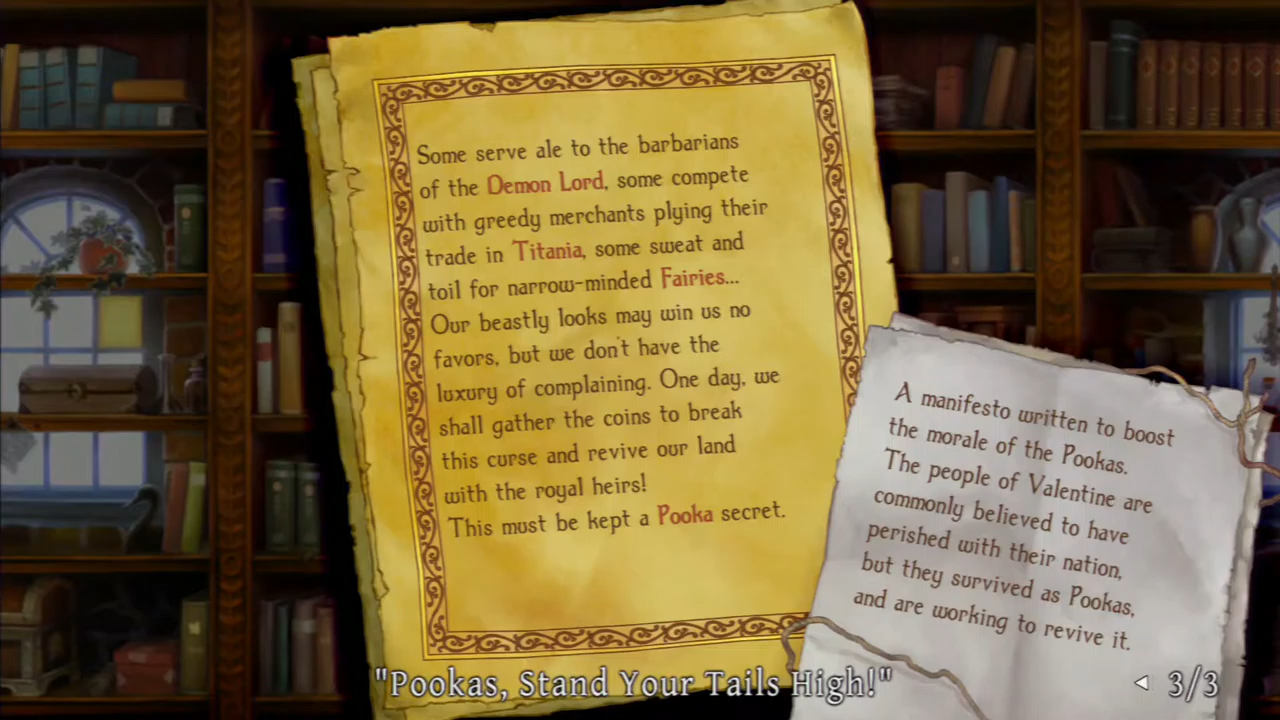 Some serve ale to the barbarians
of the Demon Lord, some compete
with greedy merchants plying their
trade in Titania, some sweat and
toil for narrow-minded Fairies...
Our beastly looks may win us no
favors, but we don't have the
luxury of complaining. One day, we
shall gather the coins to break
this curse and revive our land
with the royal heirs!
This must be kept a Pooka secret.
A manifesto written to boost
the morale of the Pookas.
The people of Valentine are
commonly believed to have
perished with their nation,
but they survived as Pookas,
and are working to revive it.
"Pookas, Stand Your Tails High!"
3/3